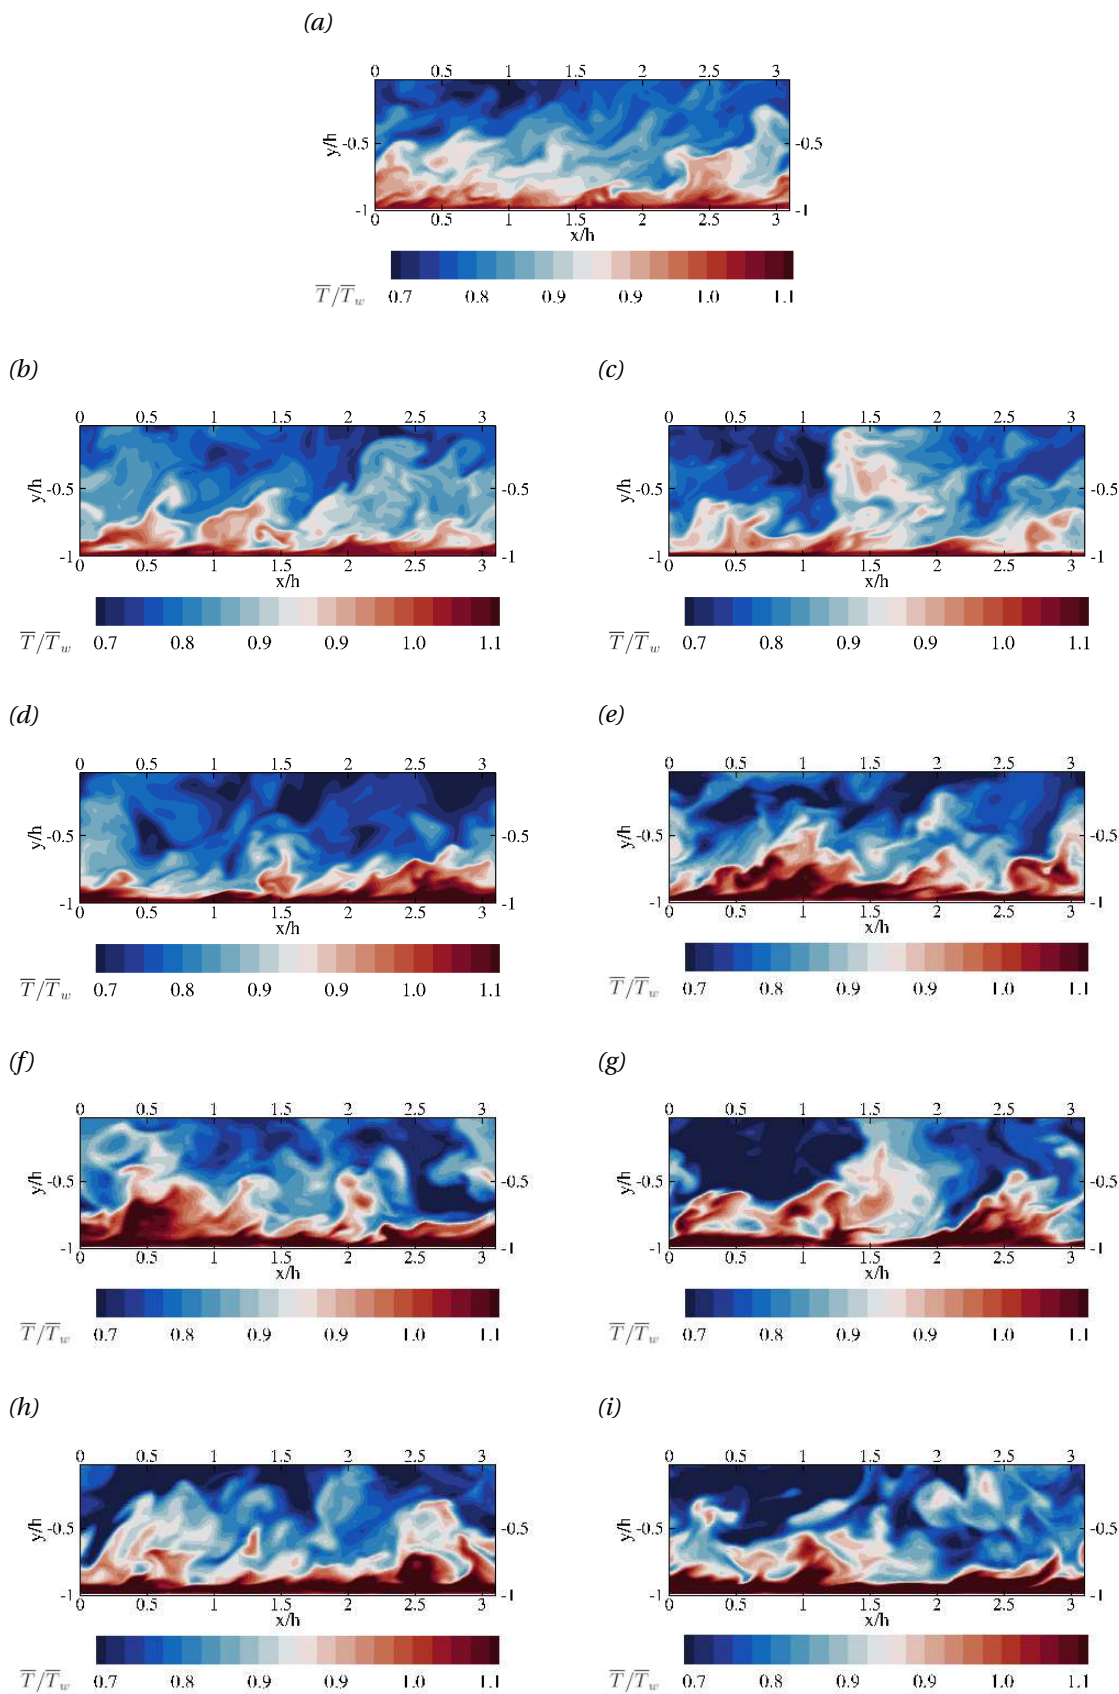 (a)
0 0.5 1 1.5 2 2.5 3
y/h -0.5 -0.5
-1 -1
0 0.5 1 1.5 2 2.5 3
x/h
T̅/T̅w 0.7 0.8 0.9 0.9 1.0 1.1
(b) (c)
0 0.5 1 1.5 2 2.5 3 0 0.5 1 1.5 2 2.5 3
y/h -0.5 -0.5 y/h -0.5 -0.5
-1 -1 -1 -1
0 0.5 1 1.5 2 2.5 3 0 0.5 1 1.5 2 2.5 3
x/h x/h
T̅/T̅w 0.7 0.8 0.9 0.9 1.0 1.1 T̅/T̅w 0.7 0.8 0.9 0.9 1.0 1.1
(d) (e)
0 0.5 1 1.5 2 2.5 3 0 0.5 1 1.5 2 2.5 3
y/h -0.5 -0.5 y/h -0.5 -0.5
-1 -1 -1 -1
0 0.5 1 1.5 2 2.5 3 0 0.5 1 1.5 2 2.5 3
x/h x/h
T̅/T̅w 0.7 0.8 0.9 0.9 1.0 1.1 T̅/T̅w 0.7 0.8 0.9 0.9 1.0 1.1
(f) (g)
0 0.5 1 1.5 2 2.5 3 0 0.5 1 1.5 2 2.5 3
y/h -0.5 -0.5 y/h -0.5 -0.5
-1 -1 -1 -1
0 0.5 1 1.5 2 2.5 3 0 0.5 1 1.5 2 2.5 3
x/h x/h
T̅/T̅w 0.7 0.8 0.9 0.9 1.0 1.1 T̅/T̅w 0.7 0.8 0.9 0.9 1.0 1.1
(h) (i)
0 0.5 1 1.5 2 2.5 3 0 0.5 1 1.5 2 2.5 3
y/h -0.5 -0.5 y/h -0.5 -0.5
-1 -1 -1 -1
0 0.5 1 1.5 2 2.5 3 0 0.5 1 1.5 2 2.5 3
x/h x/h
T̅/T̅w 0.7 0.8 0.9 0.9 1.0 1.1 T̅/T̅w 0.7 0.8 0.9 0.9 1.0 1.1